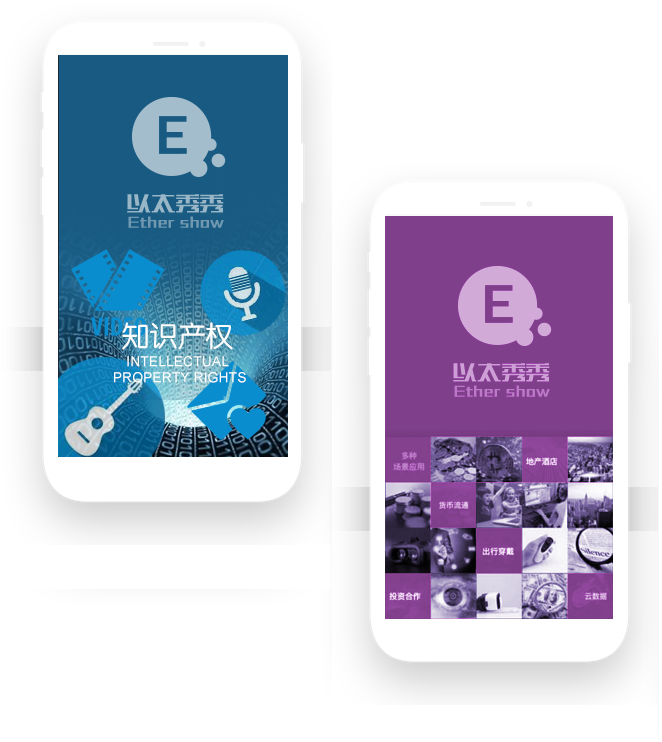 E
以太秀秀
Ether show
知识产权
INTELLECTUAL
PROPERTY RIGHTS
E
以太秀秀
Ether show
多种
场景应用
地产酒店
货币流通
出行穿戴
silence
投资合作
云数据